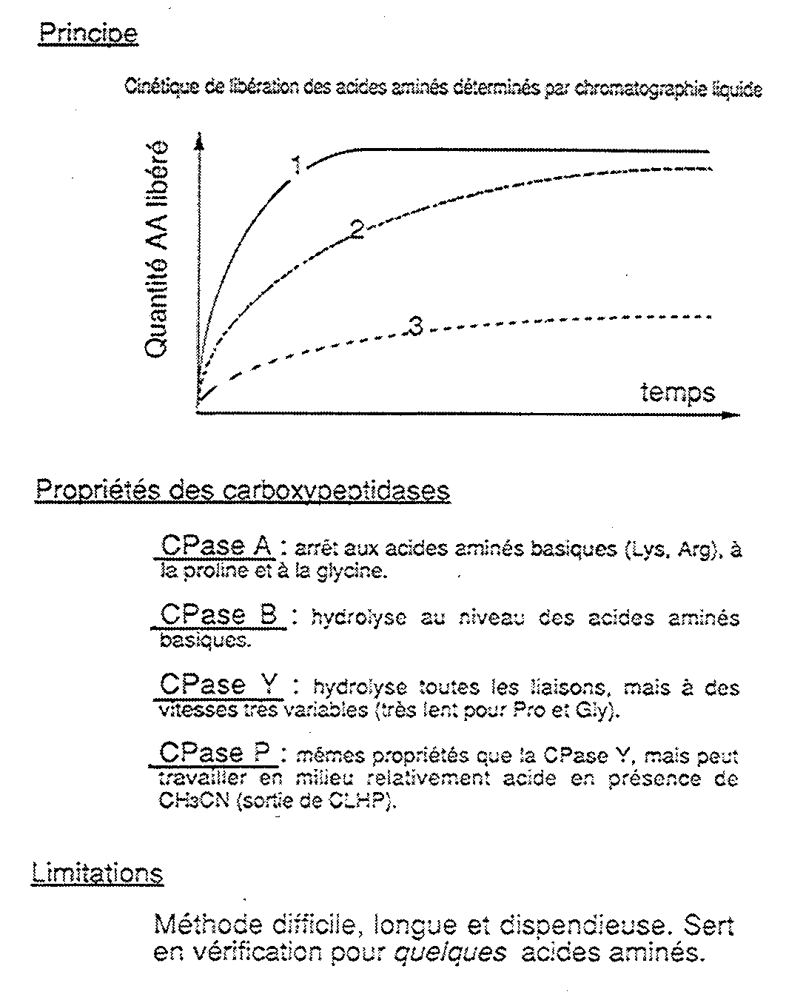 Principe
Cinétique de libération des acides aminés déterminés par chromatographie liquide
Quantité AA libéré
1
2
3
temps
Propriétés des carboxypeptidases
CPase A : arrêt aux acides aminés basiques (Lys, Arg), à
la proline et à la glycine.
CPase B : hydrolyse au niveau des acides aminés
basiques.
CPase Y : hydrolyse toutes les liaisons, mais à des
vitesses très variables (très lent pour Pro et Gly).
CPase P : mêmes propriétés que la CPase Y, mais peut
travailler en milieu relativement acide en présence de
CH3CN (sortie de CLHP).
Limitations
Méthode difficile, longue et dispendieuse. Sert
en vérification pour quelques acides aminés.